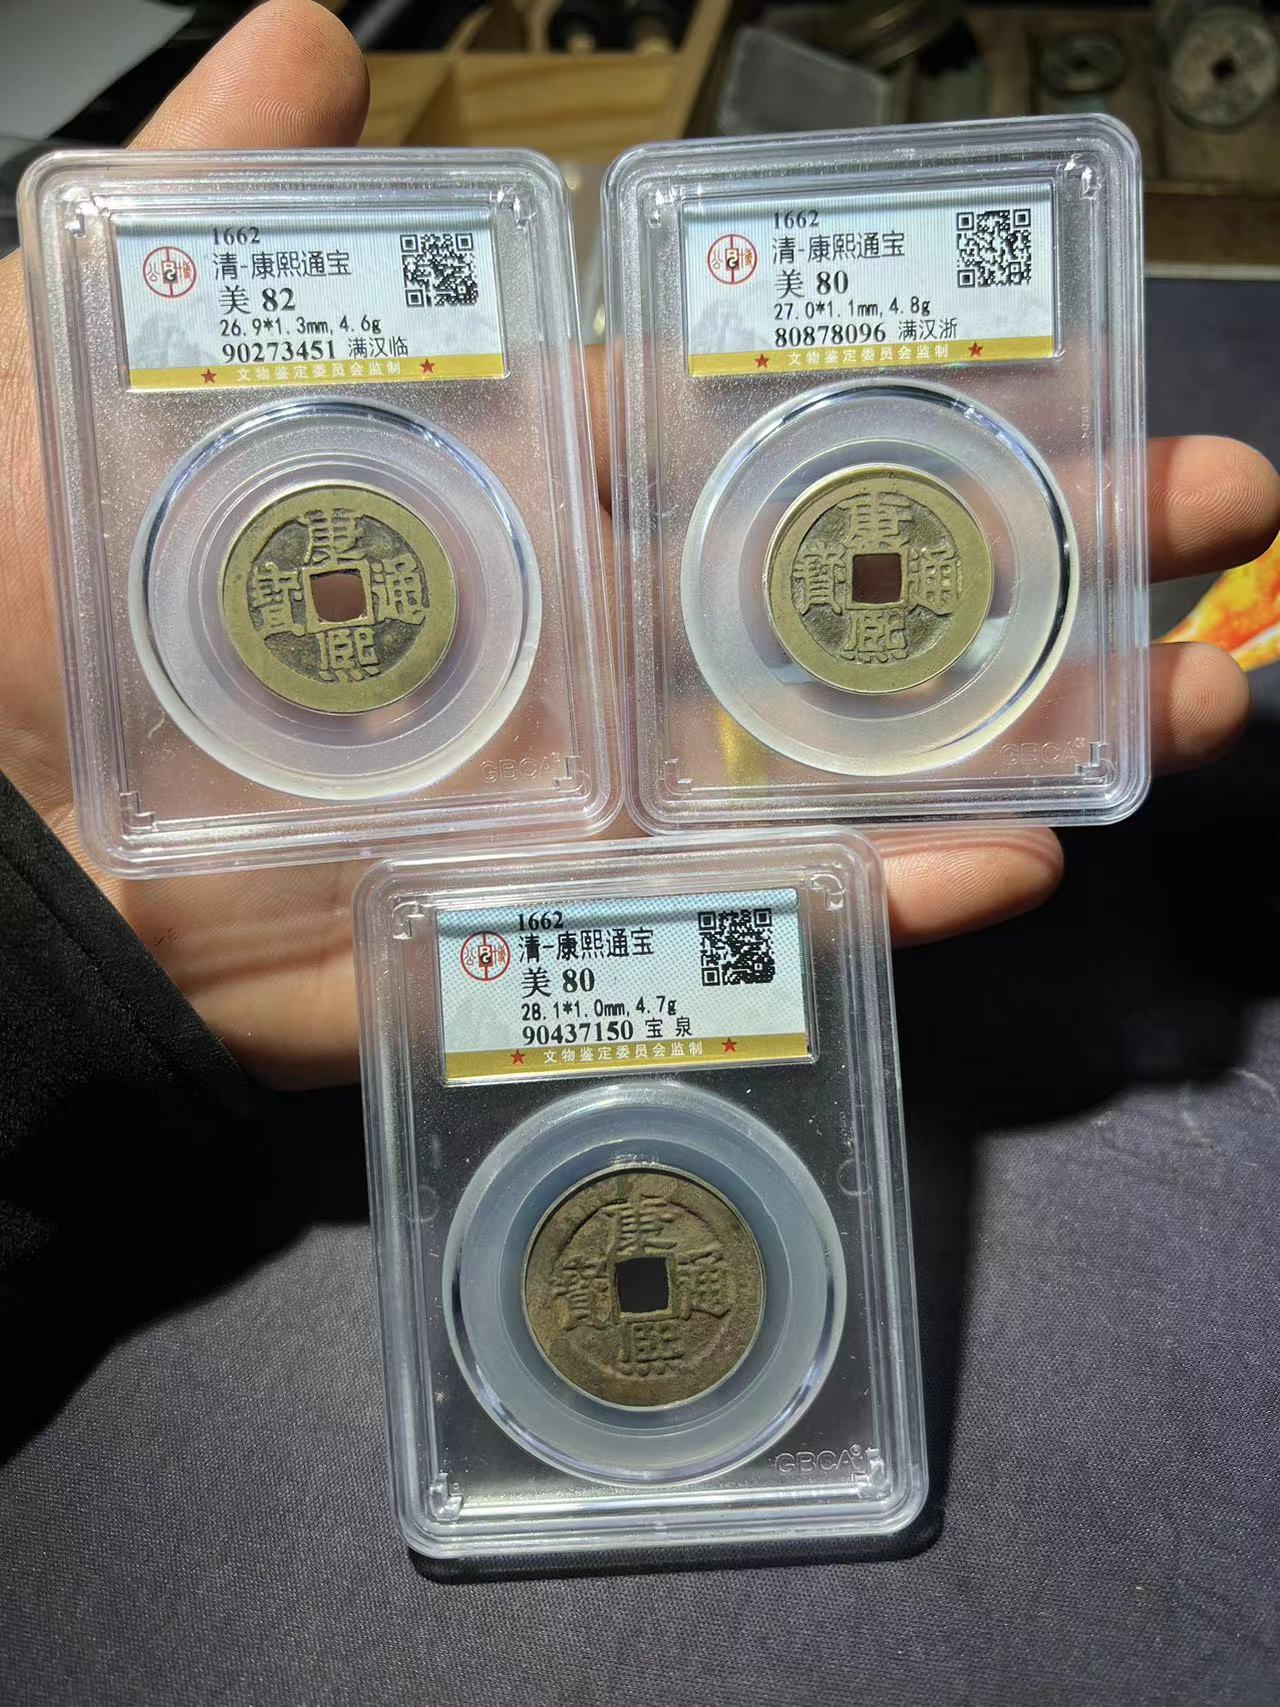 1662
清-康熙通宝
美 82
26.9*1.3mm,4.6g
90273451 满汉临
★ 文物鉴定委员会监制 ★
康熙通寳
GBCA
1662
清-康熙通宝
美 80
27.0*1.1mm,4.8g
80878096 满汉浙
★ 文物鉴定委员会监制 ★
康熙通寳
GBCA
1662
清-康熙通宝
美 80
28.1*1.0mm,4.7g
90437150 宝 泉
★ 文物鉴定委员会监制 ★
康熙通寳
GBCA